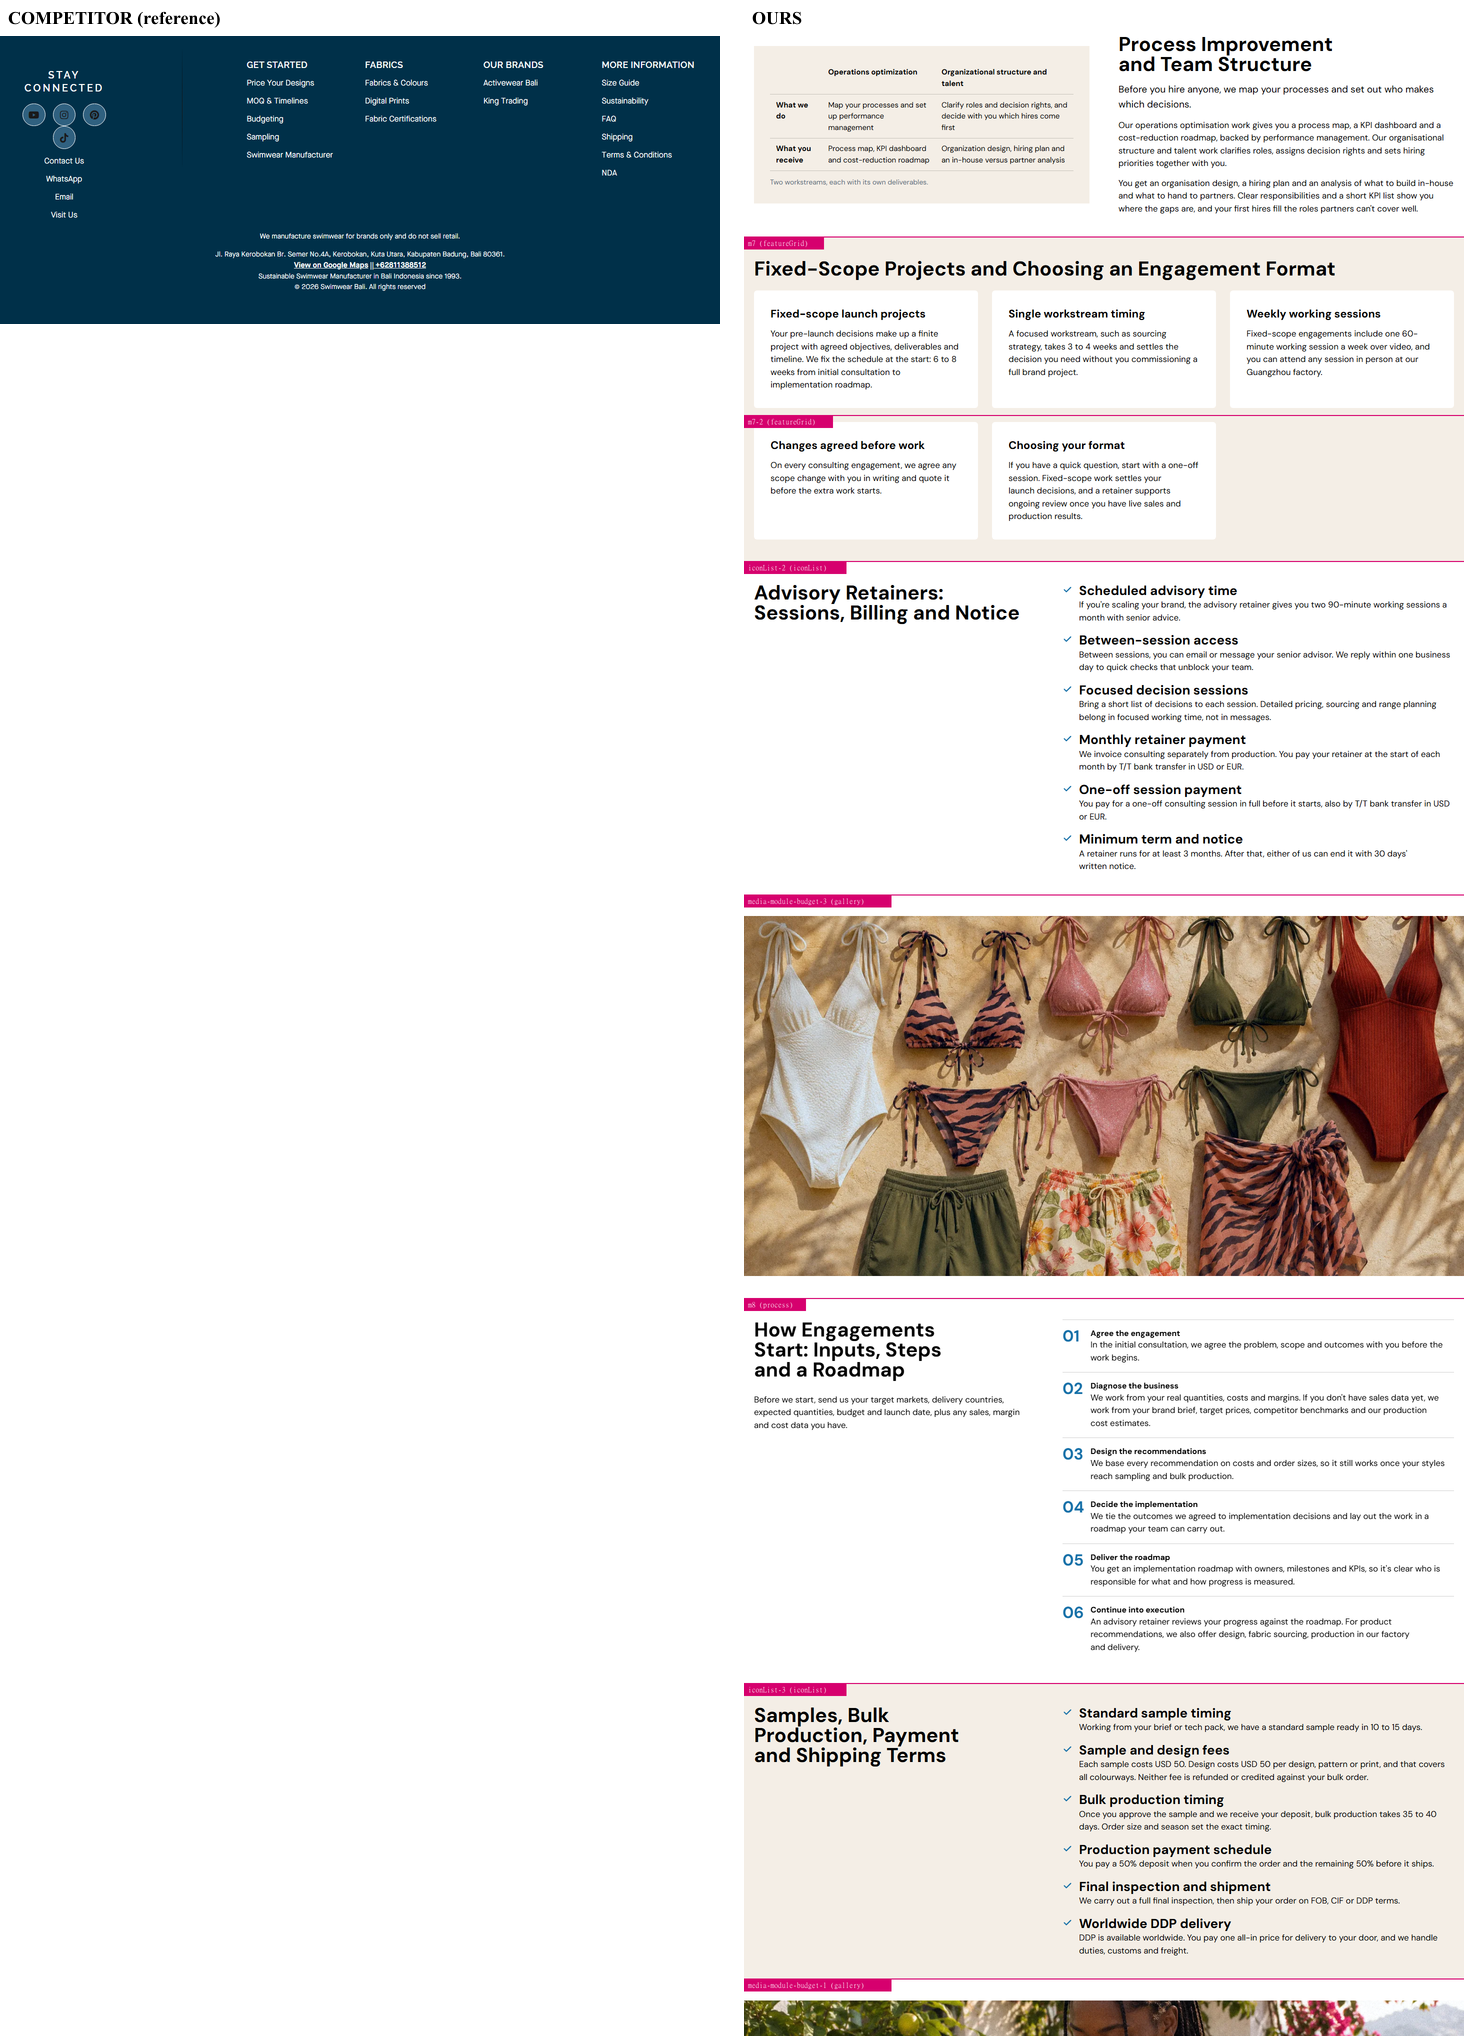 COMPETITOR (reference)
STAY
CONNECTED
Contact Us
WhatsApp
Email
Visit Us
GET STARTED
Price Your Designs
MOQ & Timelines
Budgeting
Sampling
Swimwear Manufacturer
FABRICS
Fabrics & Colours
Digital Prints
Fabric Certifications
OUR BRANDS
Activewear Bali
King Trading
MORE INFORMATION
Size Guide
Sustainability
FAQ
Shipping
Terms & Conditions
NDA
We manufacture swimwear for brands only and do not sell retail.
Jl. Raya Kerobokan Br. Semer No.4A, Kerobokan, Kuta Utara, Kabupaten Badung, Bali 80361.
View on Google Maps || +62811388512
Sustainable Swimwear Manufacturer in Bali Indonesia since 1993.
© 2026 Swimwear Bali. All rights reserved
OURS
Operations optimization
Organizational structure and
talent
What we
do
Map your processes and set
up performance
management
Clarify roles and decision rights, and
decide with you which hires come
first
What you
receive
Process map, KPI dashboard
and cost-reduction roadmap
Organization design, hiring plan and
an in-house versus partner analysis
Two workstreams, each with its own deliverables.
Process Improvement
and Team Structure
Before you hire anyone, we map your processes and set out who makes
which decisions.
Our operations optimisation work gives you a process map, a KPI dashboard and a
cost-reduction roadmap, backed by performance management. Our organisational
structure and talent work clarifies roles, assigns decision rights and sets hiring
priorities together with you.
You get an organisation design, a hiring plan and an analysis of what to build in-house
and what to hand to partners. Clear responsibilities and a short KPI list show you
where the gaps are, and your first hires fill the roles partners can't cover well.
m7 (featureGrid)
Fixed-Scope Projects and Choosing an Engagement Format
Fixed-scope launch projects
Your pre-launch decisions make up a finite
project with agreed objectives, deliverables and
timeline. We fix the schedule at the start: 6 to 8
weeks from initial consultation to
implementation roadmap.
Single workstream timing
A focused workstream, such as sourcing
strategy, takes 3 to 4 weeks and settles the
decision you need without you commissioning a
full brand project.
Weekly working sessions
Fixed-scope engagements include one 60-
minute working session a week over video, and
you can attend any session in person at our
Guangzhou factory.
m7-2 (featureGrid)
Changes agreed before work
On every consulting engagement, we agree any
scope change with you in writing and quote it
before the extra work starts.
Choosing your format
If you have a quick question, start with a one-off
session. Fixed-scope work settles your
launch decisions, and a retainer supports
ongoing review once you have live sales and
production results.
iconList-2 (iconList)
Advisory Retainers:
Sessions, Billing and Notice
Scheduled advisory time
If you're scaling your brand, the advisory retainer gives you two 90-minute working sessions a
month with senior advice.
Between-session access
Between sessions, you can email or message your senior advisor. We reply within one business
day to quick checks that unblock your team.
Focused decision sessions
Bring a short list of decisions to each session. Detailed pricing, sourcing and range planning
belong in focused working time, not in messages.
Monthly retainer payment
We invoice consulting separately from production. You pay your retainer at the start of each
month by T/T bank transfer in USD or EUR.
One-off session payment
You pay for a one-off consulting session in full before it starts, also by T/T bank transfer in USD
or EUR.
Minimum term and notice
A retainer runs for at least 3 months. After that, either of us can end it with 30 days'
written notice.
media-module-budget-3 (gallery)
m8 (process)
How Engagements
Start: Inputs, Steps
and a Roadmap
Before we start, send us your target markets, delivery countries,
expected quantities, budget and launch date, plus any sales, margin
and cost data you have.
01
Agree the engagement
In the initial consultation, we agree the problem, scope and outcomes with you before the
work begins.
02
Diagnose the business
We work from your real quantities, costs and margins. If you don't have sales data yet, we
work from your brand brief, target prices, competitor benchmarks and our production
cost estimates.
03
Design the recommendations
We base every recommendation on costs and order sizes, so it still works once your styles
reach sampling and bulk production.
04
Decide the implementation
We tie the outcomes we agreed to implementation decisions and lay out the work in a
roadmap your team can carry out.
05
Deliver the roadmap
You get an implementation roadmap with owners, milestones and KPIs, so it's clear who is
responsible for what and how progress is measured.
06
Continue into execution
An advisory retainer reviews your progress against the roadmap. For product
recommendations, we also offer design, fabric sourcing, production in our factory
and delivery.
iconList-3 (iconList)
Samples, Bulk
Production, Payment
and Shipping Terms
Standard sample timing
Working from your brief or tech pack, we have a standard sample ready in 10 to 15 days.
Sample and design fees
Each sample costs USD 50. Design costs USD 50 per design, pattern or print, and that covers
all colourways. Neither fee is refunded or credited against your bulk order.
Bulk production timing
Once you approve the sample and we receive your deposit, bulk production takes 35 to 40
days. Order size and season set the exact timing.
Production payment schedule
You pay a 50% deposit when you confirm the order and the remaining 50% before it ships.
Final inspection and shipment
We carry out a full final inspection, then ship your order on FOB, CIF or DDP terms.
Worldwide DDP delivery
DDP is available worldwide. You pay one all-in price for delivery to your door, and we handle
duties, customs and freight.
media-module-budget-1 (gallery)